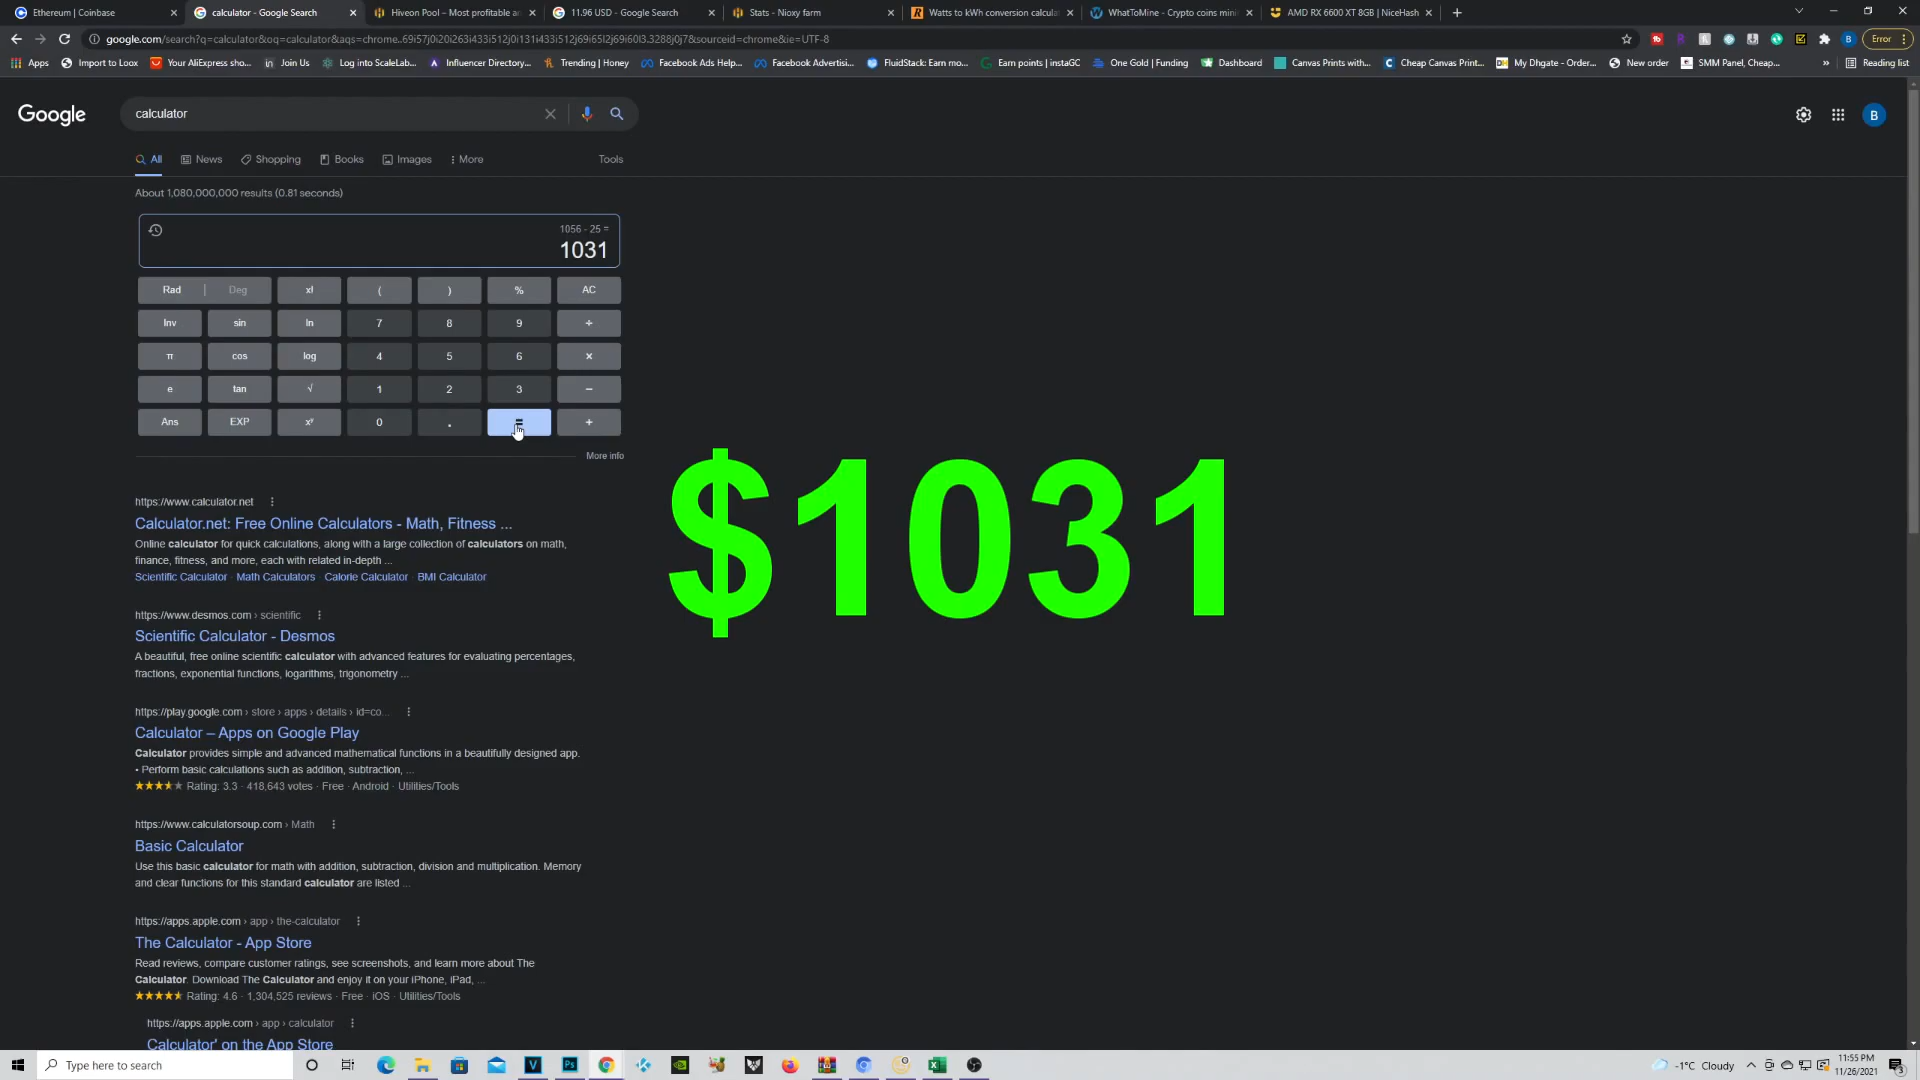 Ethereum | Coinbase
calculator - Google Search
Hiveon Pool – Most profitable an
11.96 USD - Google Search
Stats - Nioxy farm
Watts to kWh conversion calcula
WhatToMine - Crypto coins mini
AMD RX 6600 XT 8GB | NiceHash
google.com/search?q=calculator&oq=calculator&aqs=chrome..69i57j0i20i263i433i512j0i131i433i512j69i65l2j69i60l3.3288j0j7&sourceid=chrome&ie=UTF-8
Error
Apps
Import to Loox
Your AliExpress sho...
Join Us
Log into ScaleLab...
Influencer Directory...
Trending | Honey
Facebook Ads Help...
Facebook Advertisi...
FluidStack: Earn mo...
Earn points | instaGC
One Gold | Funding
Dashboard
Canvas Prints with...
Cheap Canvas Print...
My Dhgate - Order...
New order
SMM Panel, Cheap...
»
Reading list
Google
calculator
B
All
News
Shopping
Books
Images
More
Tools
About 1,080,000,000 results (0.81 seconds)
1056 - 25 =
1031
Rad | Deg x! ( ) % AC
Inv sin ln 7 8 9 ÷
π cos log 4 5 6 ×
e tan √ 1 2 3 −
Ans EXP xʸ 0 . = +
More info
$1031
https://www.calculator.net
Calculator.net: Free Online Calculators - Math, Fitness ...
Online calculator for quick calculations, along with a large collection of calculators on math,
finance, fitness, and more, each with related in-depth ...
Scientific Calculator · Math Calculators · Calorie Calculator · BMI Calculator
https://www.desmos.com › scientific
Scientific Calculator - Desmos
A beautiful, free online scientific calculator with advanced features for evaluating percentages,
fractions, exponential functions, logarithms, trigonometry ...
https://play.google.com › store › apps › details › id=co...
Calculator – Apps on Google Play
Calculator provides simple and advanced mathematical functions in a beautifully designed app.
• Perform basic calculations such as addition, subtraction, ...
Rating: 3.3 · 418,643 votes · Free · Android · Utilities/Tools
https://www.calculatorsoup.com › Math
Basic Calculator
Use this basic calculator for math with addition, subtraction, division and multiplication. Memory
and clear functions for this standard calculator are listed ...
https://apps.apple.com › app › the-calculator
The Calculator - App Store
Read reviews, compare customer ratings, see screenshots, and learn more about The
Calculator. Download The Calculator and enjoy it on your iPhone, iPad, ...
Rating: 4.6 · 1,304,525 reviews · Free · iOS · Utilities/Tools
https://apps.apple.com › app › calculator
Calculator' on the App Store
Type here to search
-1°C Cloudy
11:55 PM
11/26/2021
3